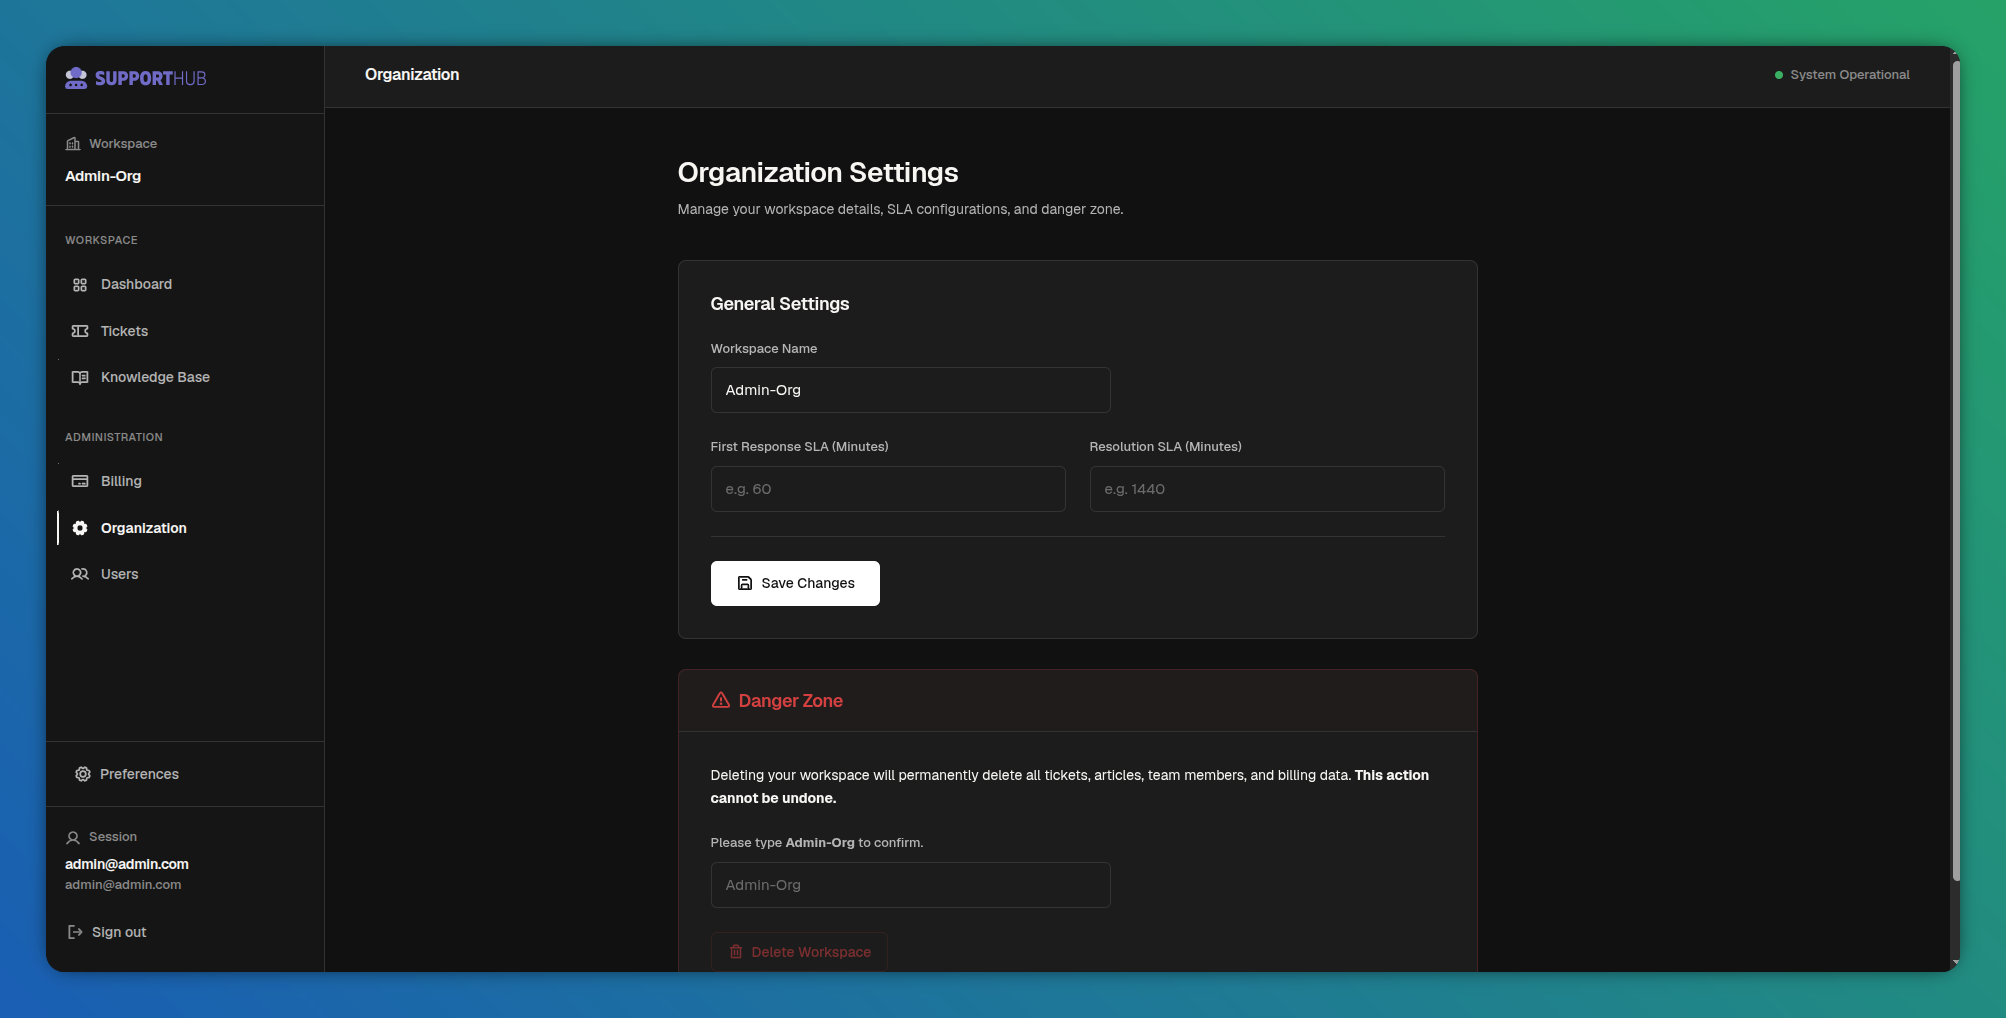 SUPPORTHUB
Workspace
Admin-Org
WORKSPACE
Dashboard
Tickets
Knowledge Base
ADMINISTRATION
Billing
Organization
Users
Preferences
Session
admin@admin.com
admin@admin.com
Sign out
Organization
System Operational
Organization Settings
Manage your workspace details, SLA configurations, and danger zone.
General Settings
Workspace Name
Admin-Org
First Response SLA (Minutes)
Resolution SLA (Minutes)
e.g. 60
e.g. 1440
Save Changes
Danger Zone
Deleting your workspace will permanently delete all tickets, articles, team members, and billing data. This action
cannot be undone.
Please type Admin-Org to confirm.
Admin-Org
Delete Workspace